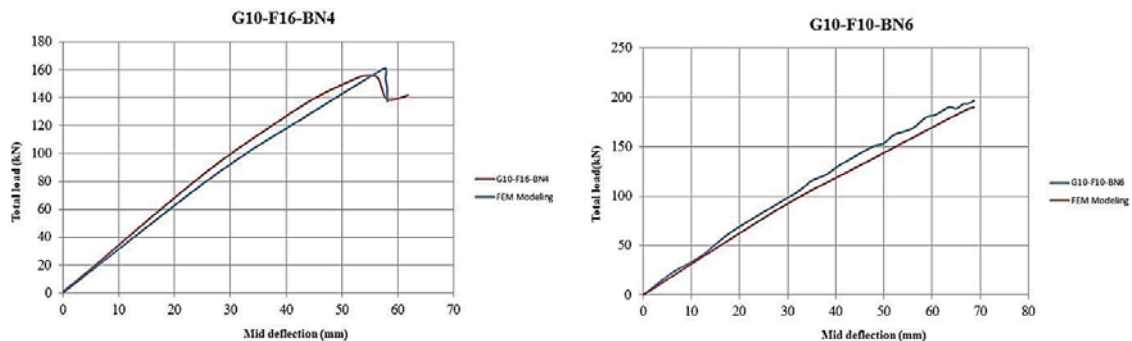 G10-F16-BN4
Total load (kN)
180
160
140
120
100
80
60
40
20
0
0 10 20 30 40 50 60 70
Mid deflection (mm)
G10-F16-BN4
FEM Modeling
G10-F10-BN6
Total load(kN)
250
200
150
100
50
0
0 10 20 30 40 50 60 70 80
Mid deflection (mm)
G10-F10-BN6
FEM Modeling